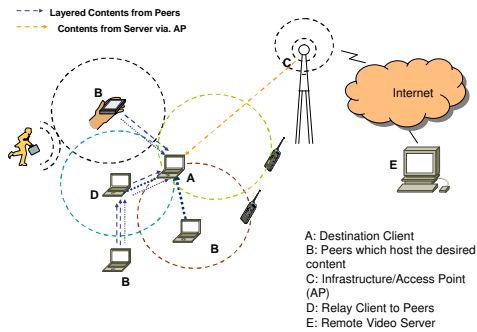 Layered Contents from Peers
Contents from Server via. AP
C
B
Internet
A
E
D
B
B
A: Destination Client
B: Peers which host the desired
content
C: Infrastructure/Access Point
(AP)
D: Relay Client to Peers
E: Remote Video Server